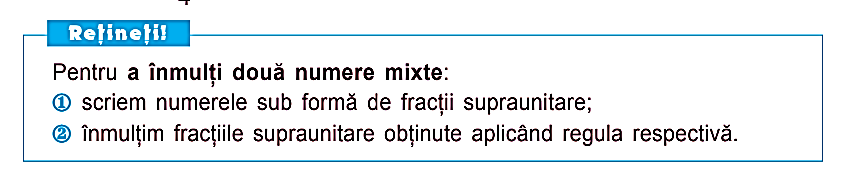 4
Rețineți!
Pentru a înmulți două numere mixte:
① scriem numerele sub formă de fracții supraunitare;
② înmulțim fracțiile supraunitare obținute aplicând regula respectivă.